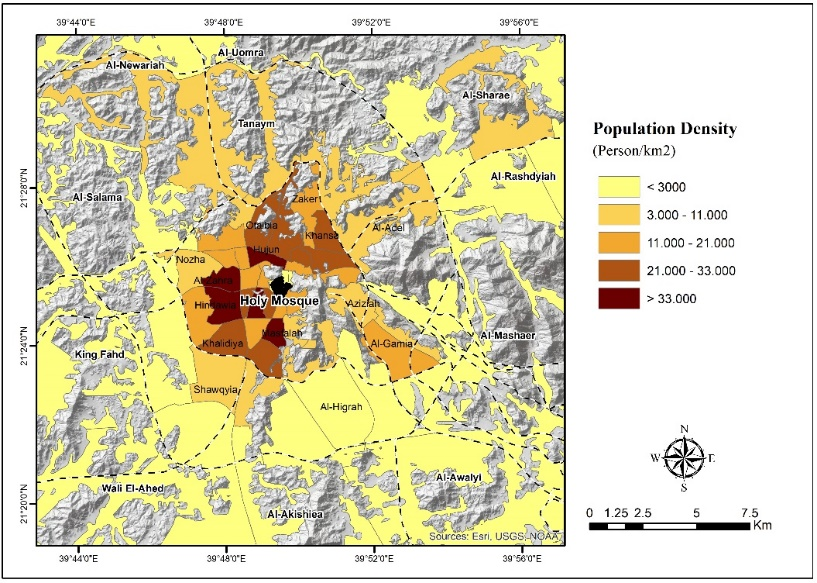 39°44'0"E 39°48'0"E 39°52'0"E 39°56'0"E
Al-Uomra
Al-Newariah
Al-Sharae
Tanaym
Al-Rashdyiah
21°28'0"N
Al-Salama
Zakert
Otaibia
Al-Adel
Khansa
Hujun
Nozha
Holy Mosque
Aziziah
21°24'0"N
Al-Mashaer
Khalidiya
Al-Gamia
King Fahd
Shawqyia
Al-Higrah
Al-Awalyi
Wali El-Ahed
21°20'0"N
Al-Akishiea
Sources: Esri, USGS, NOAA
39°44'0"E 39°48'0"E 39°52'0"E 39°56'0"E
Population Density
(Person/km2)
< 3000
3.000 - 11.000
11.000 - 21.000
21.000 - 33.000
> 33.000
N
W E
S
0 1.25 2.5 5 7.5
Km